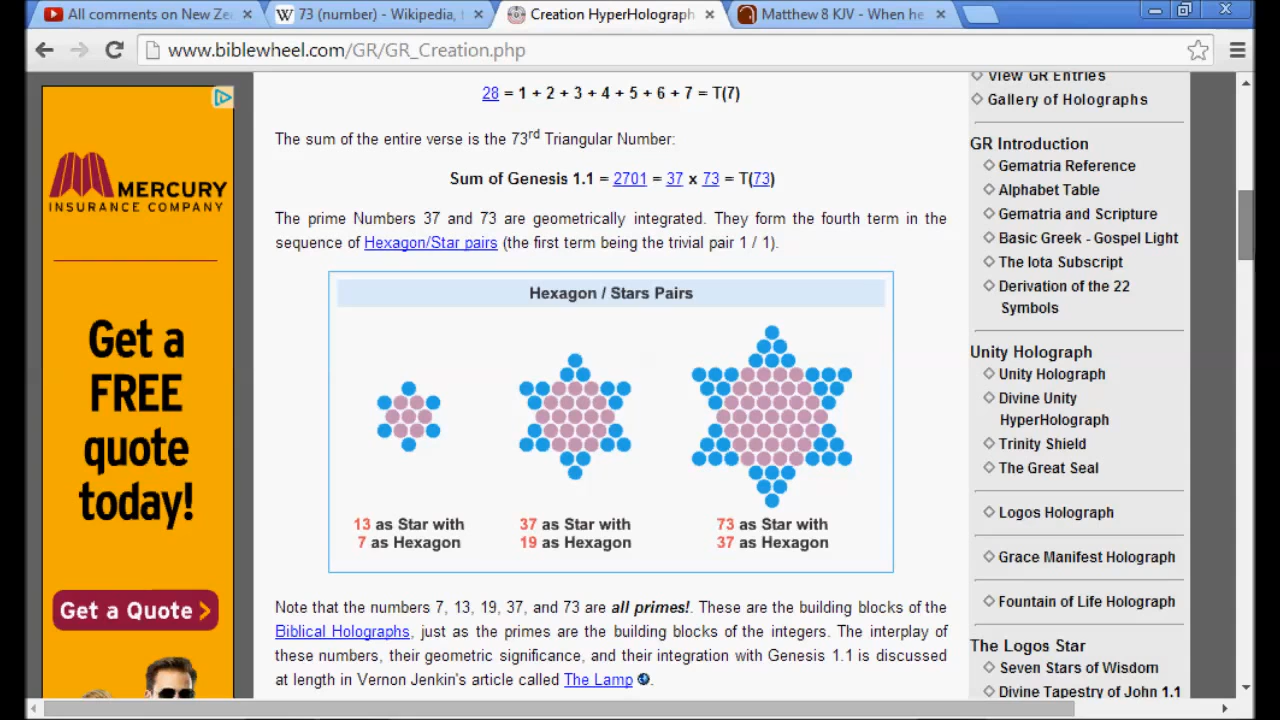 All comments on New Ze
73 (number) - Wikipedia, f
Creation HyperHolograph
Matthew 8 KJV - When he
www.biblewheel.com/GR/GR_Creation.php
MERCURY
INSURANCE COMPANY
Get a
FREE
quote
today!
Get a Quote >
28 = 1 + 2 + 3 + 4 + 5 + 6 + 7 = T(7)
The sum of the entire verse is the 73rd Triangular Number:
Sum of Genesis 1.1 = 2701 = 37 x 73 = T(73)
The prime Numbers 37 and 73 are geometrically integrated. They form the fourth term in the
sequence of Hexagon/Star pairs (the first term being the trivial pair 1 / 1).
Hexagon / Stars Pairs
13 as Star with
7 as Hexagon
37 as Star with
19 as Hexagon
73 as Star with
37 as Hexagon
Note that the numbers 7, 13, 19, 37, and 73 are all primes!. These are the building blocks of the
Biblical Holographs, just as the primes are the building blocks of the integers. The interplay of
these numbers, their geometric significance, and their integration with Genesis 1.1 is discussed
at length in Vernon Jenkin's article called The Lamp.
View GR Entries
Gallery of Holographs
GR Introduction
Gematria Reference
Alphabet Table
Gematria and Scripture
Basic Greek - Gospel Light
The Iota Subscript
Derivation of the 22
Symbols
Unity Holograph
Unity Holograph
Divine Unity
HyperHolograph
Trinity Shield
The Great Seal
Logos Holograph
Grace Manifest Holograph
Fountain of Life Holograph
The Logos Star
Seven Stars of Wisdom
Divine Tapestry of John 1.1